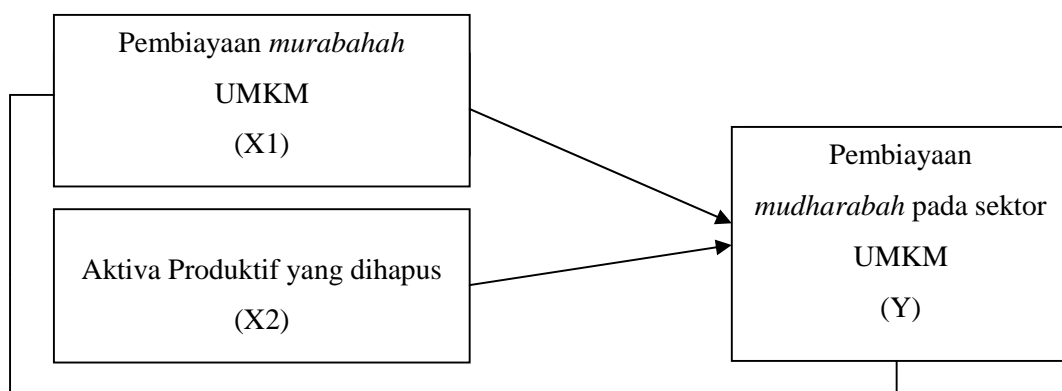 Pembiayaan murabahah
UMKM
(X1)
Aktiva Produktif yang dihapus
(X2)
Pembiayaan
mudharabah pada sektor
UMKM
(Y)